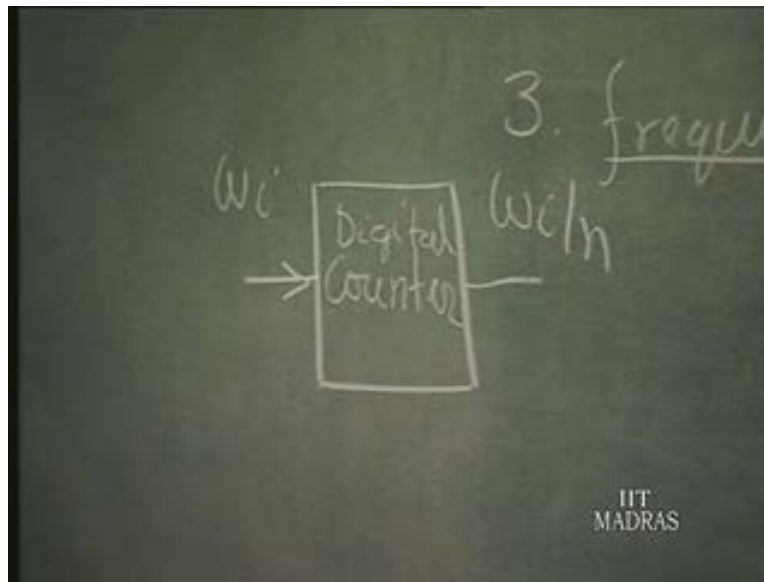 3. frequ
ωi
ωi/n
Digital
Counter
IIT
MADRAS